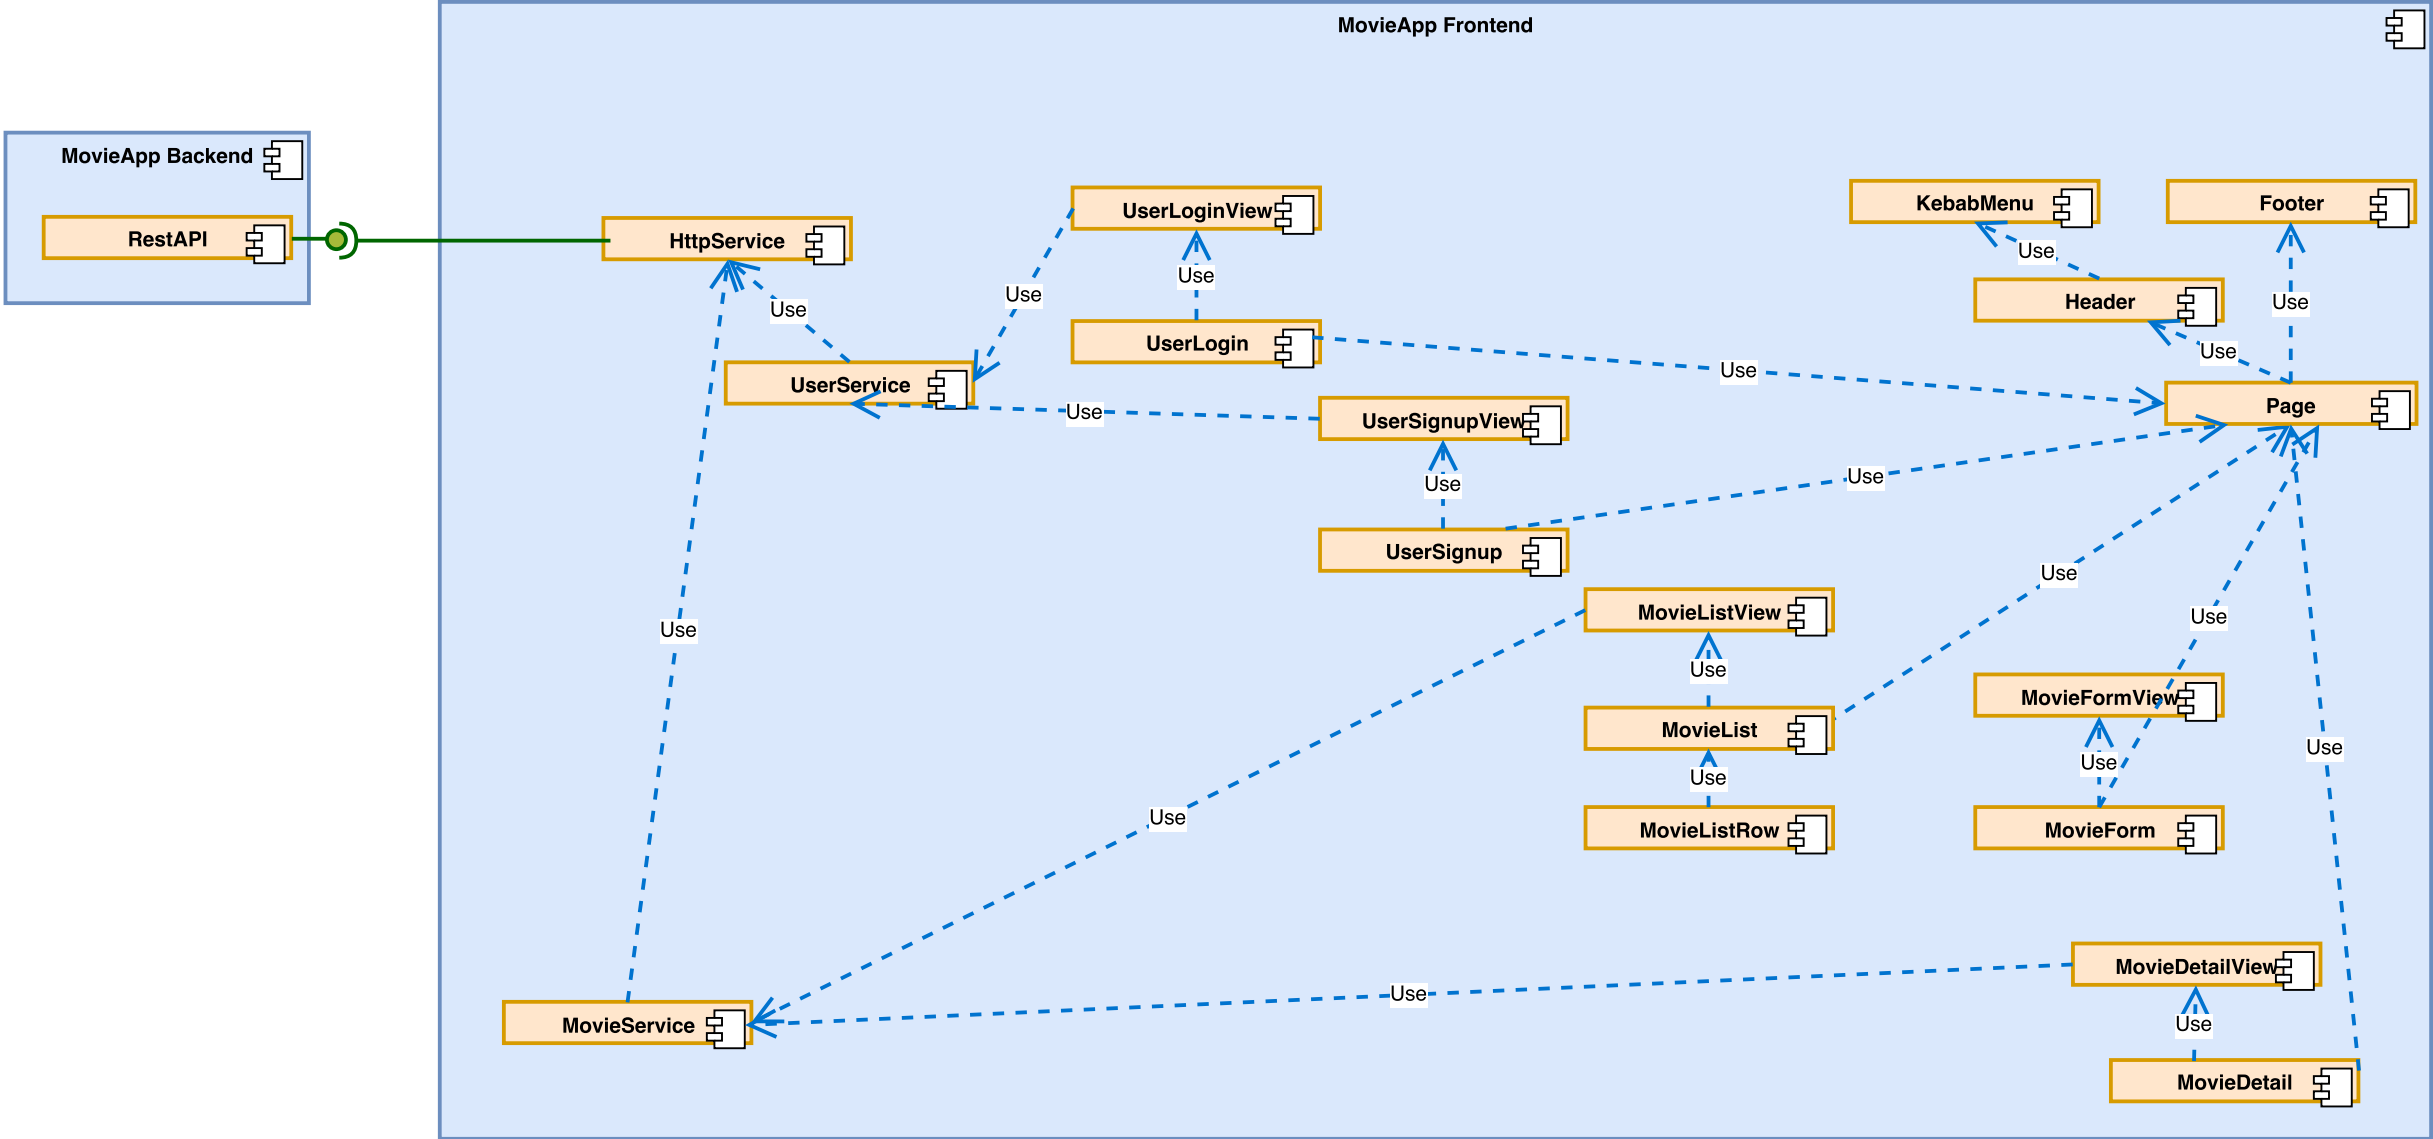 MovieApp Frontend
MovieApp Backend
RestAPI
HttpService
UserLoginView
KebabMenu
Footer
Use
Use
Use
Header
Use
Use
UserLogin
Use
Use
UserService
Use
UserSignupView
Page
Use
Use
UserSignup
Use
MovieListView
Use
Use
Use
MovieFormView
MovieList
Use
Use
Use
MovieListRow
MovieForm
Use
MovieDetailView
Use
MovieService
Use
MovieDetail